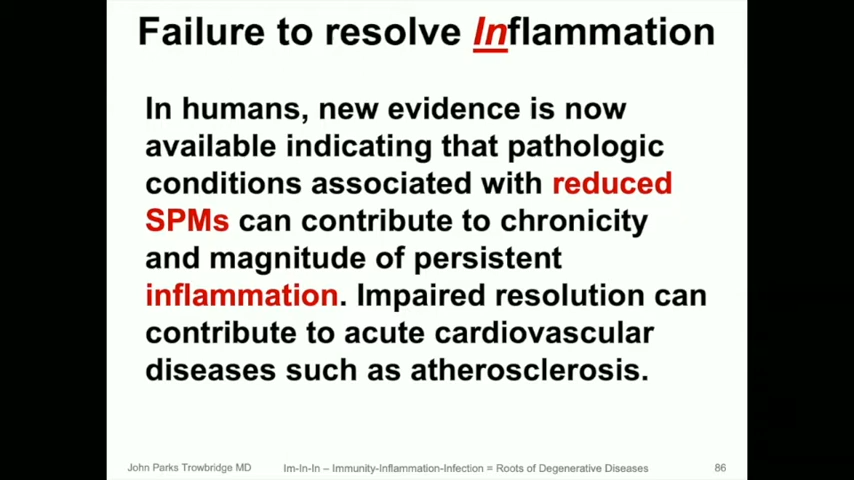 Failure to resolve Inflammation
In humans, new evidence is now
available indicating that pathologic
conditions associated with reduced
SPMs can contribute to chronicity
and magnitude of persistent
inflammation. Impaired resolution can
contribute to acute cardiovascular
diseases such as atherosclerosis.
John Parks Trowbridge MD Im-In-In – Immunity-Inflammation-Infection = Roots of Degenerative Diseases 86